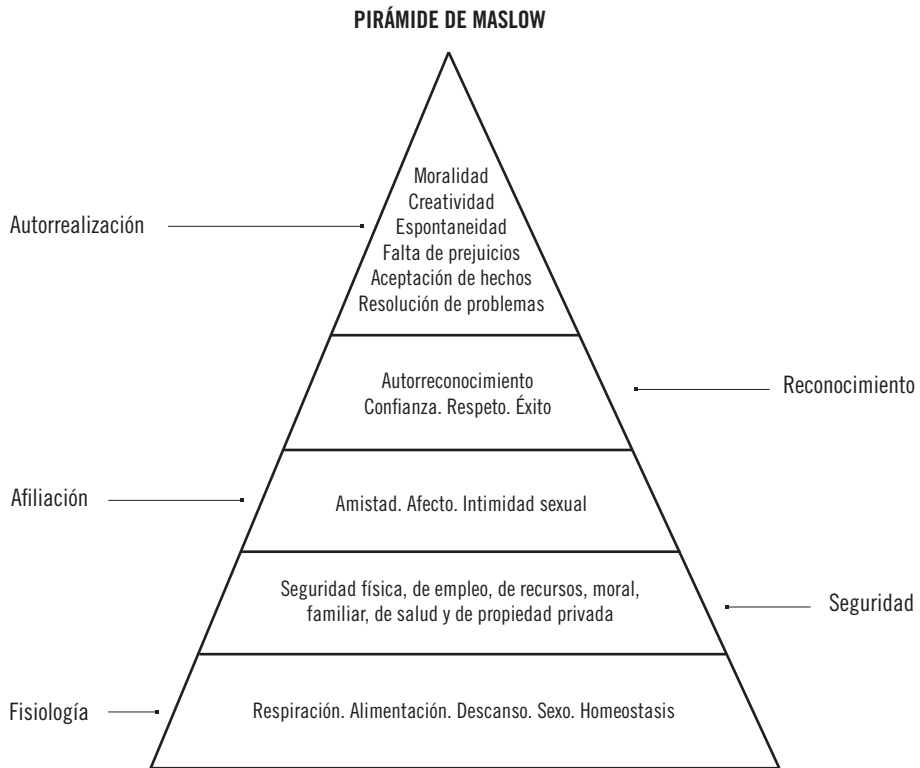 PIRÁMIDE DE MASLOW
Moralidad
Creatividad
Espontaneidad
Falta de prejuicios
Aceptación de hechos
Resolución de problemas
Autorrealización
Autorreconocimiento
Confianza. Respeto. Éxito
Reconocimiento
Afiliación
Amistad. Afecto. Intimidad sexual
Seguridad física, de empleo, de recursos, moral,
familiar, de salud y de propiedad privada
Seguridad
Fisiología
Respiración. Alimentación. Descanso. Sexo. Homeostasis